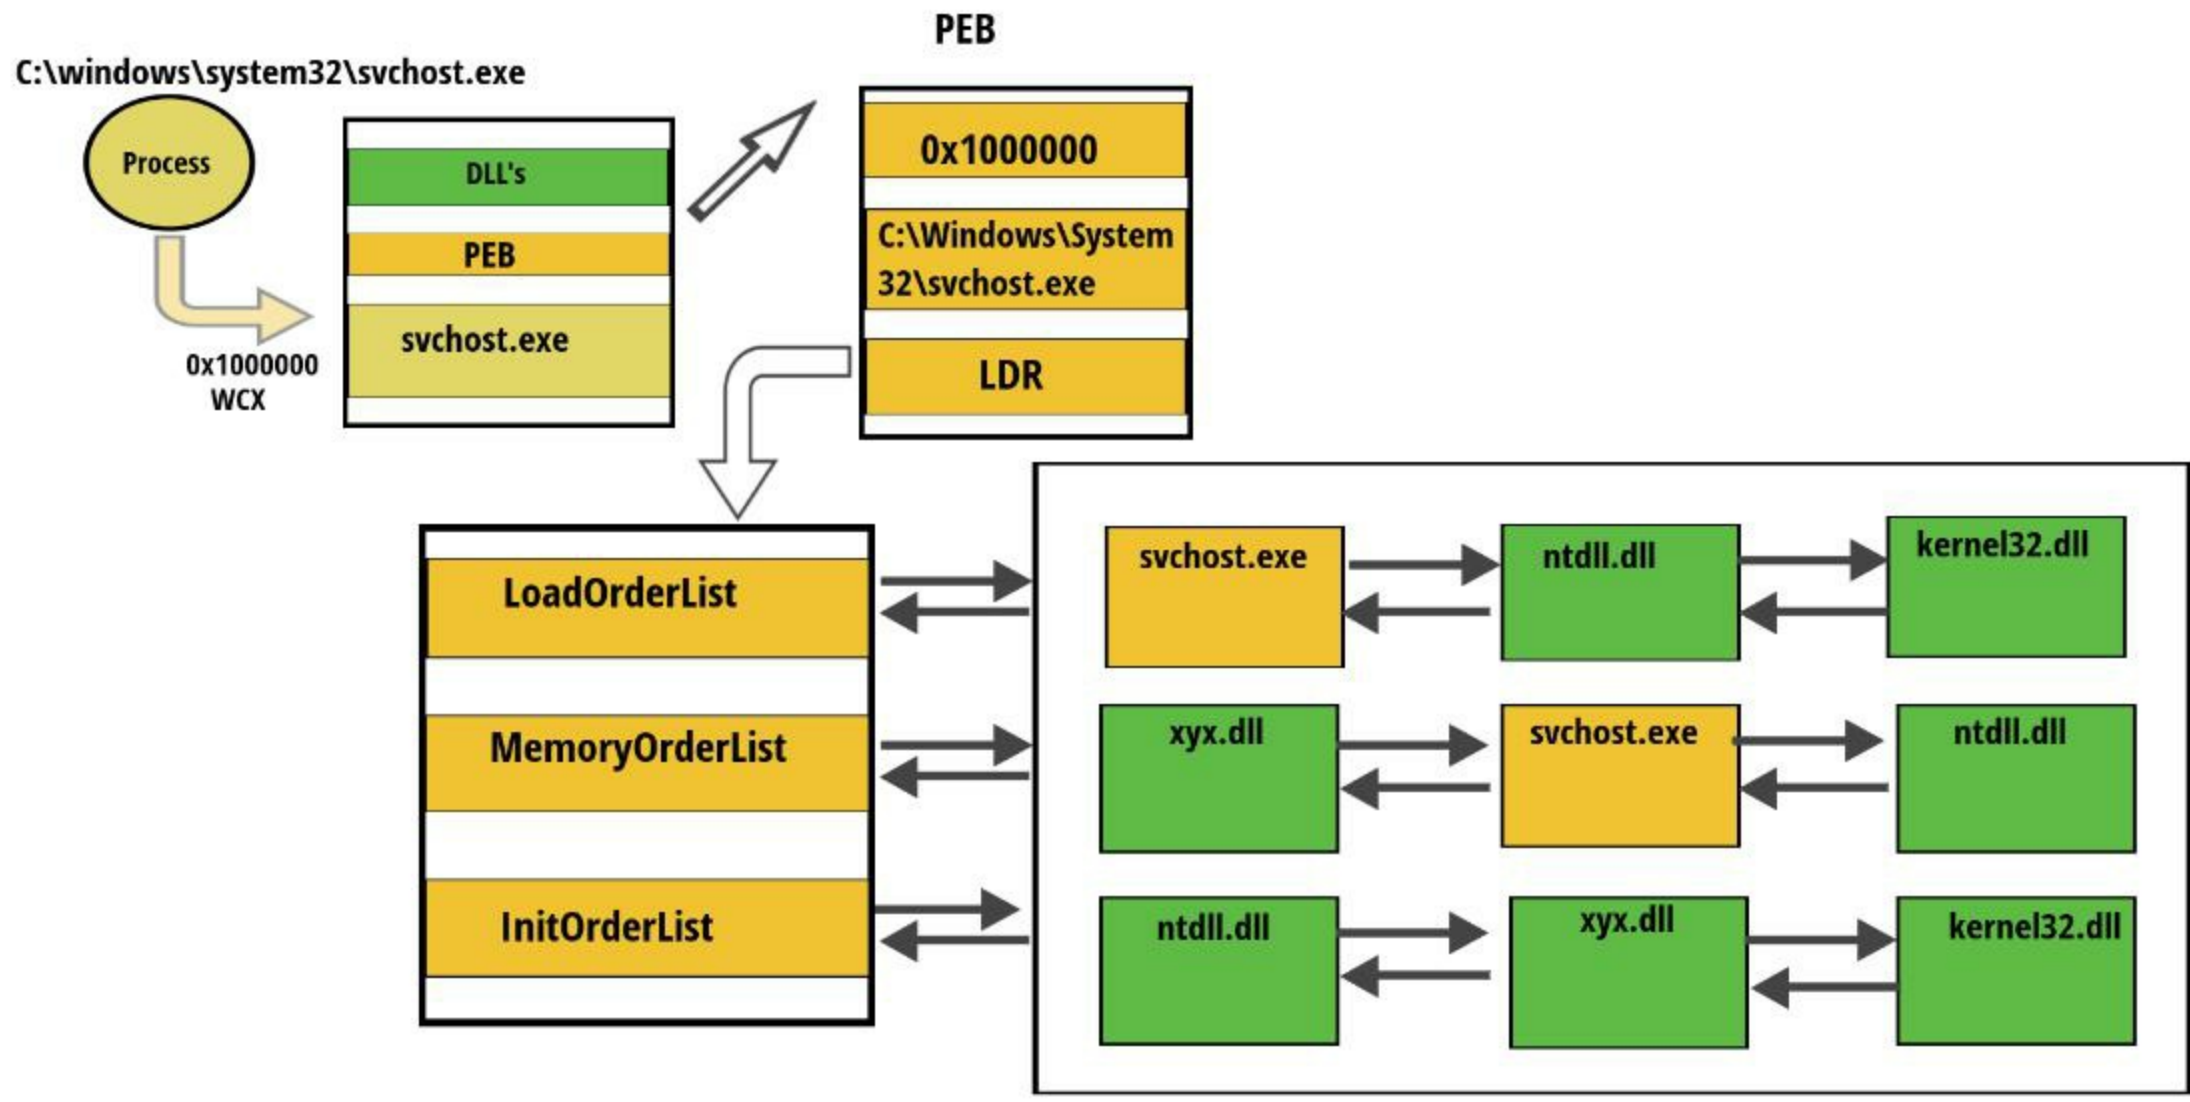 PEB
C:\windows\system32\svchost.exe
Process
0x1000000
WCX
DLL's
PEB
svchost.exe
0x1000000
C:\Windows\System
32\svchost.exe
LDR
LoadOrderList
MemoryOrderList
InitOrderList
svchost.exe
ntdll.dll
kernel32.dll
xyx.dll
svchost.exe
ntdll.dll
ntdll.dll
xyx.dll
kernel32.dll